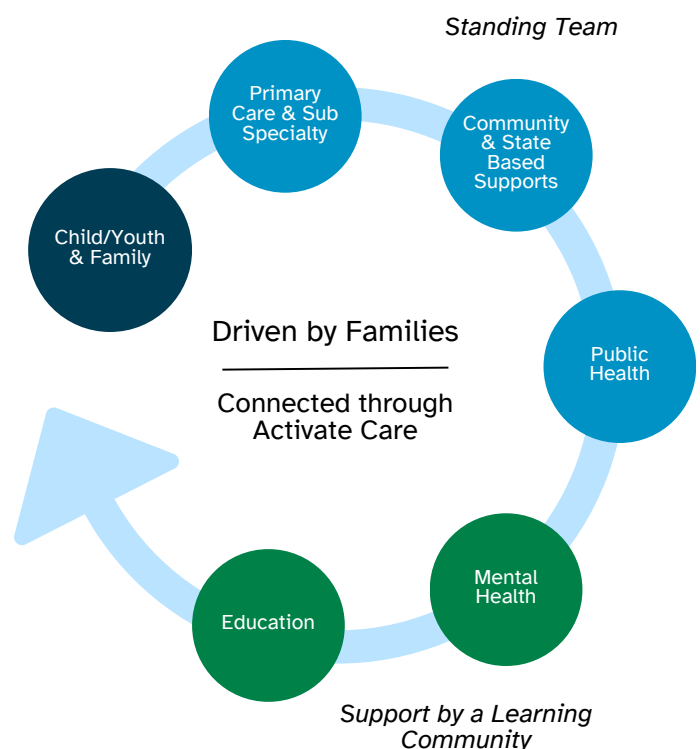 Standing Team
Primary
Care & Sub
Specialty
Community
& State
Based
Supports
Child/Youth
& Family
Driven by Families
Public
Health
Connected through
Activate Care
Mental
Health
Education
Support by a Learning
Community